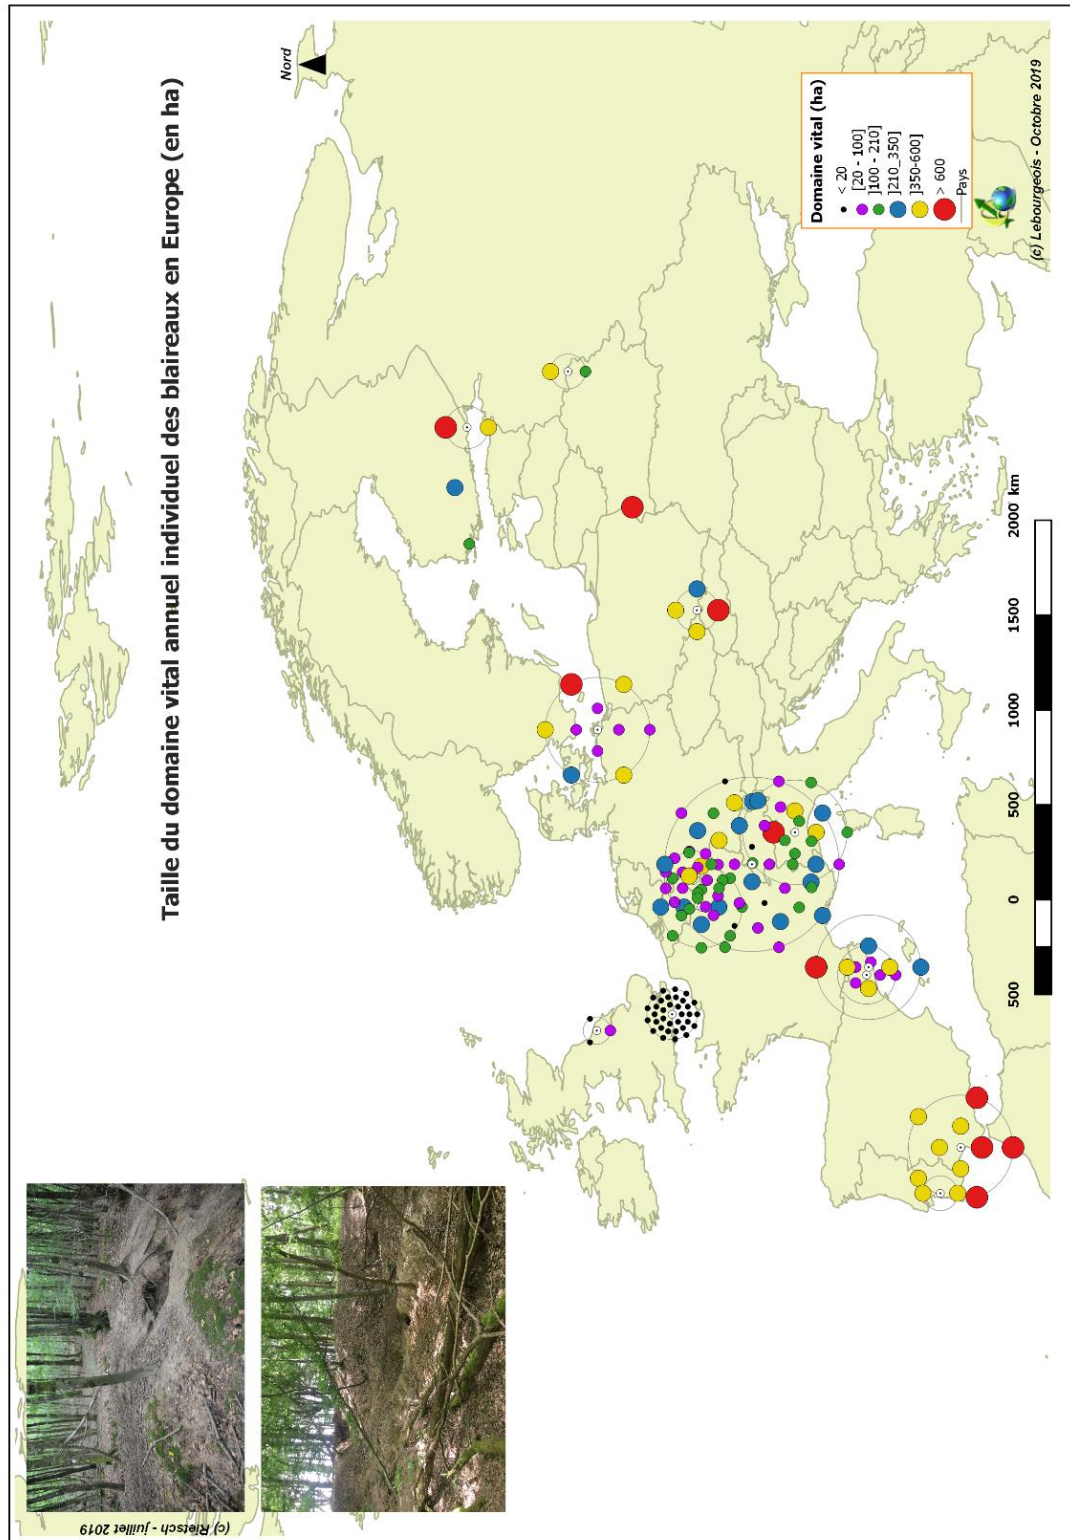 Taille du domaine vital annuel individuel des blaireaux en Europe (en ha)
Nord
(c) Rietsch - juillet 2019
Domaine vital (ha)
< 20
[20 - 100]
]100 - 210]
]210_350]
]350-600]
> 600
Pays
500 0 500 1000 1500 2000 km
(c) Lebourgeois - Octobre 2019